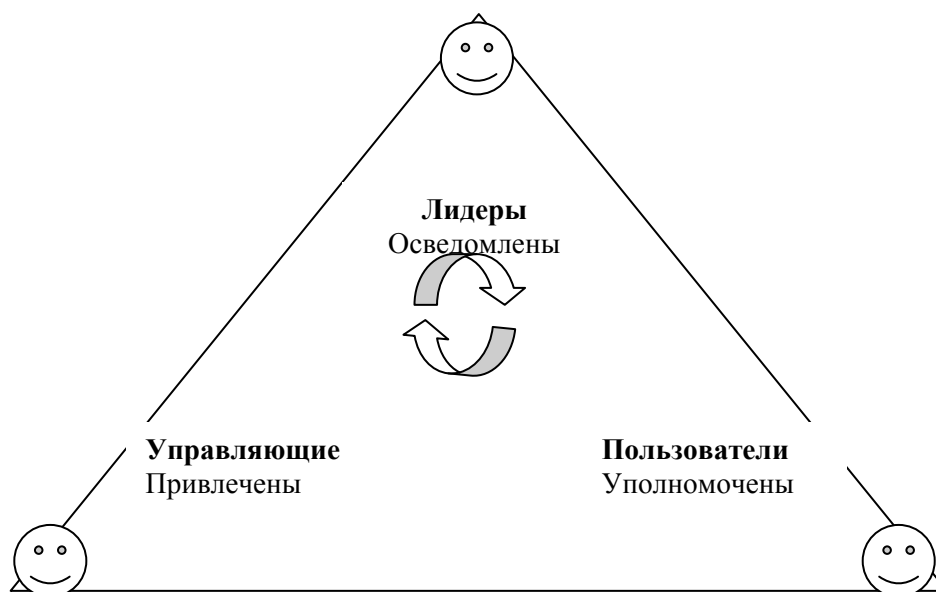 Лидеры
Осведомлены
Управляющие
Привлечены
Пользователи
Уполномочены